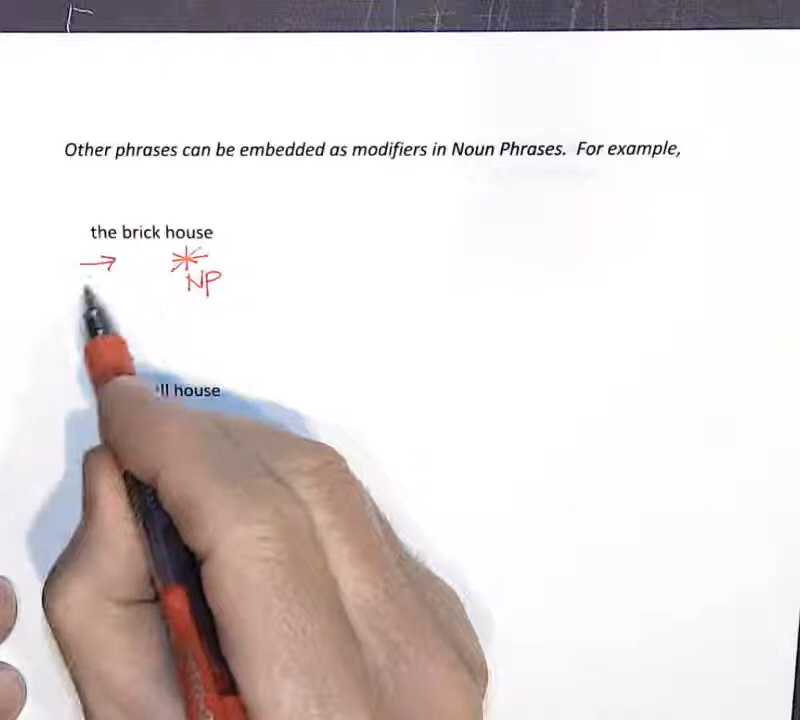 Other phrases can be embedded as modifiers in Noun Phrases. For example,
the brick house
→ *
NP
house